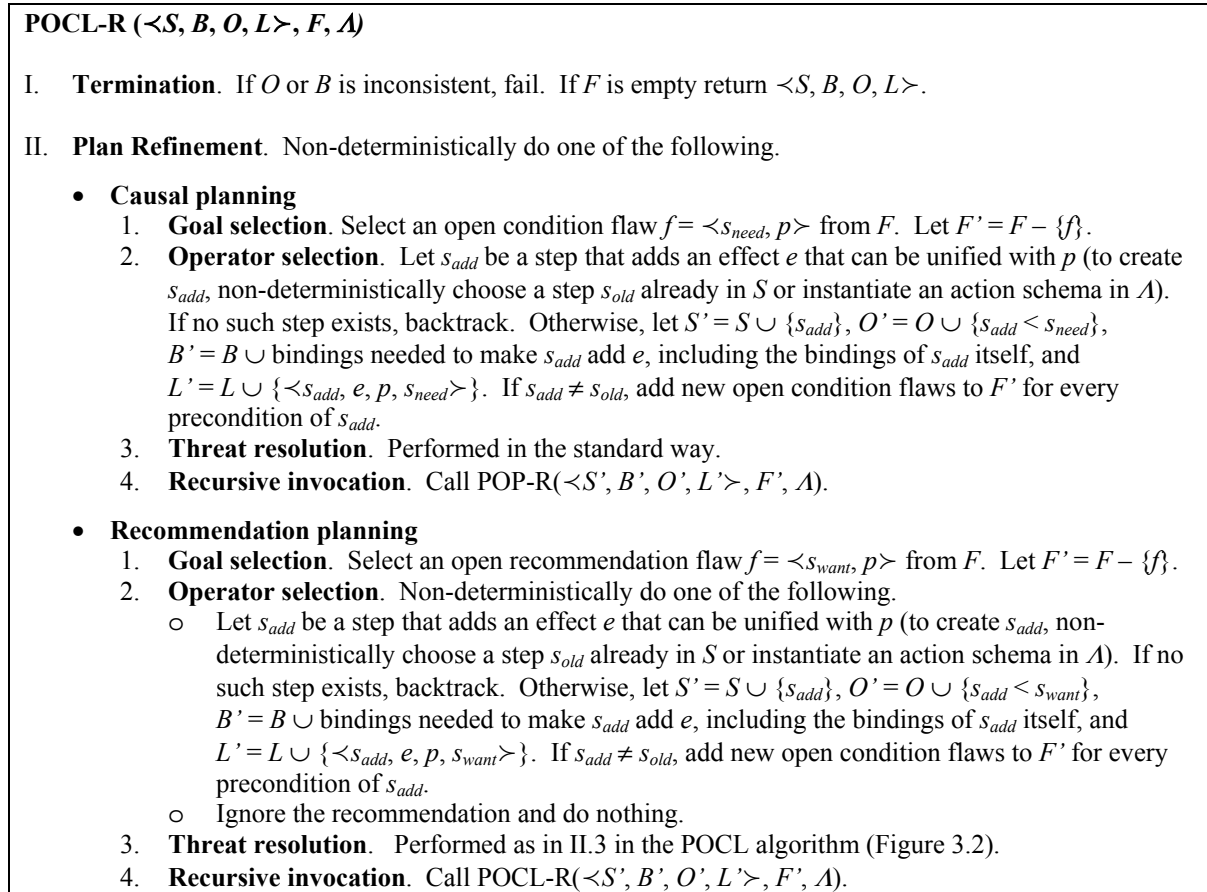 POCL-R (≺S, B, O, L≻, F, Λ)
I. Termination. If O or B is inconsistent, fail. If F is empty return ≺S, B, O, L≻.
II. Plan Refinement. Non-deterministically do one of the following.
• Causal planning
1. Goal selection. Select an open condition flaw f = ≺s_need, p≻ from F. Let F’ = F – {f}.
2. Operator selection. Let s_add be a step that adds an effect e that can be unified with p (to create
s_add, non-deterministically choose a step s_old already in S or instantiate an action schema in Λ).
If no such step exists, backtrack. Otherwise, let S’ = S ∪ {s_add}, O’ = O ∪ {s_add < s_need},
B’ = B ∪ bindings needed to make s_add add e, including the bindings of s_add itself, and
L’ = L ∪ {≺s_add, e, p, s_need≻}. If s_add ≠ s_old, add new open condition flaws to F’ for every
precondition of s_add.
3. Threat resolution. Performed in the standard way.
4. Recursive invocation. Call POP-R(≺S’, B’, O’, L’≻, F’, Λ).
• Recommendation planning
1. Goal selection. Select an open recommendation flaw f = ≺s_want, p≻ from F. Let F’ = F – {f}.
2. Operator selection. Non-deterministically do one of the following.
o Let s_add be a step that adds an effect e that can be unified with p (to create s_add, non-
deterministically choose a step s_old already in S or instantiate an action schema in Λ). If no
such step exists, backtrack. Otherwise, let S’ = S ∪ {s_add}, O’ = O ∪ {s_add < s_want},
B’ = B ∪ bindings needed to make s_add add e, including the bindings of s_add itself, and
L’ = L ∪ {≺s_add, e, p, s_want≻}. If s_add ≠ s_old, add new open condition flaws to F’ for every
precondition of s_add.
o Ignore the recommendation and do nothing.
3. Threat resolution. Performed as in II.3 in the POCL algorithm (Figure 3.2).
4. Recursive invocation. Call POCL-R(≺S’, B’, O’, L’≻, F’, Λ).